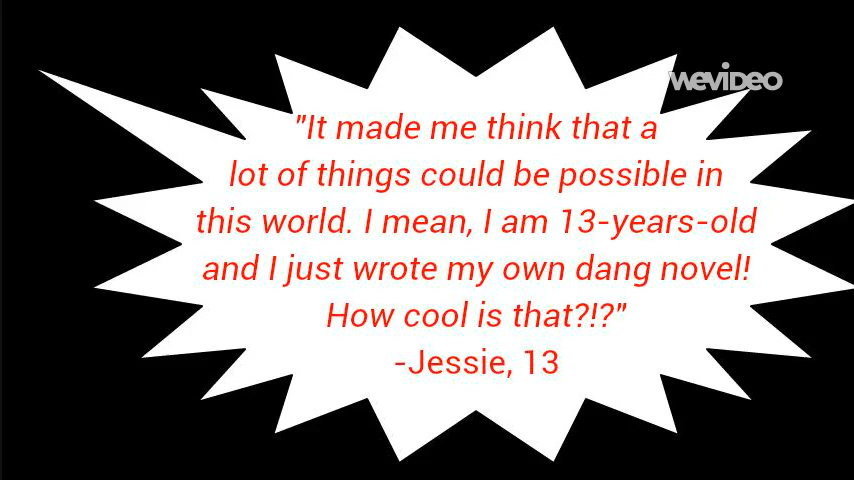 WeVideo
"It made me think that a
lot of things could be possible in
this world. I mean, I am 13-years-old
and I just wrote my own dang novel!
How cool is that?!?"
-Jessie, 13